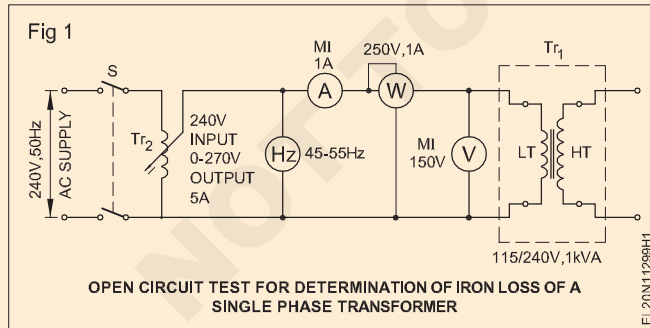 Fig 1
MI
1A
250V,1A
Tr1
S
A
W
240V,50Hz
AC SUPPLY
Tr2
240V
INPUT
0-270V
OUTPUT
5A
Hz
45-55Hz
MI
150V
V
LT
HT
115/240V,1kVA
OPEN CIRCUIT TEST FOR DETERMINATION OF IRON LOSS OF A
SINGLE PHASE TRANSFORMER
EL20N11299H1
NOT TO